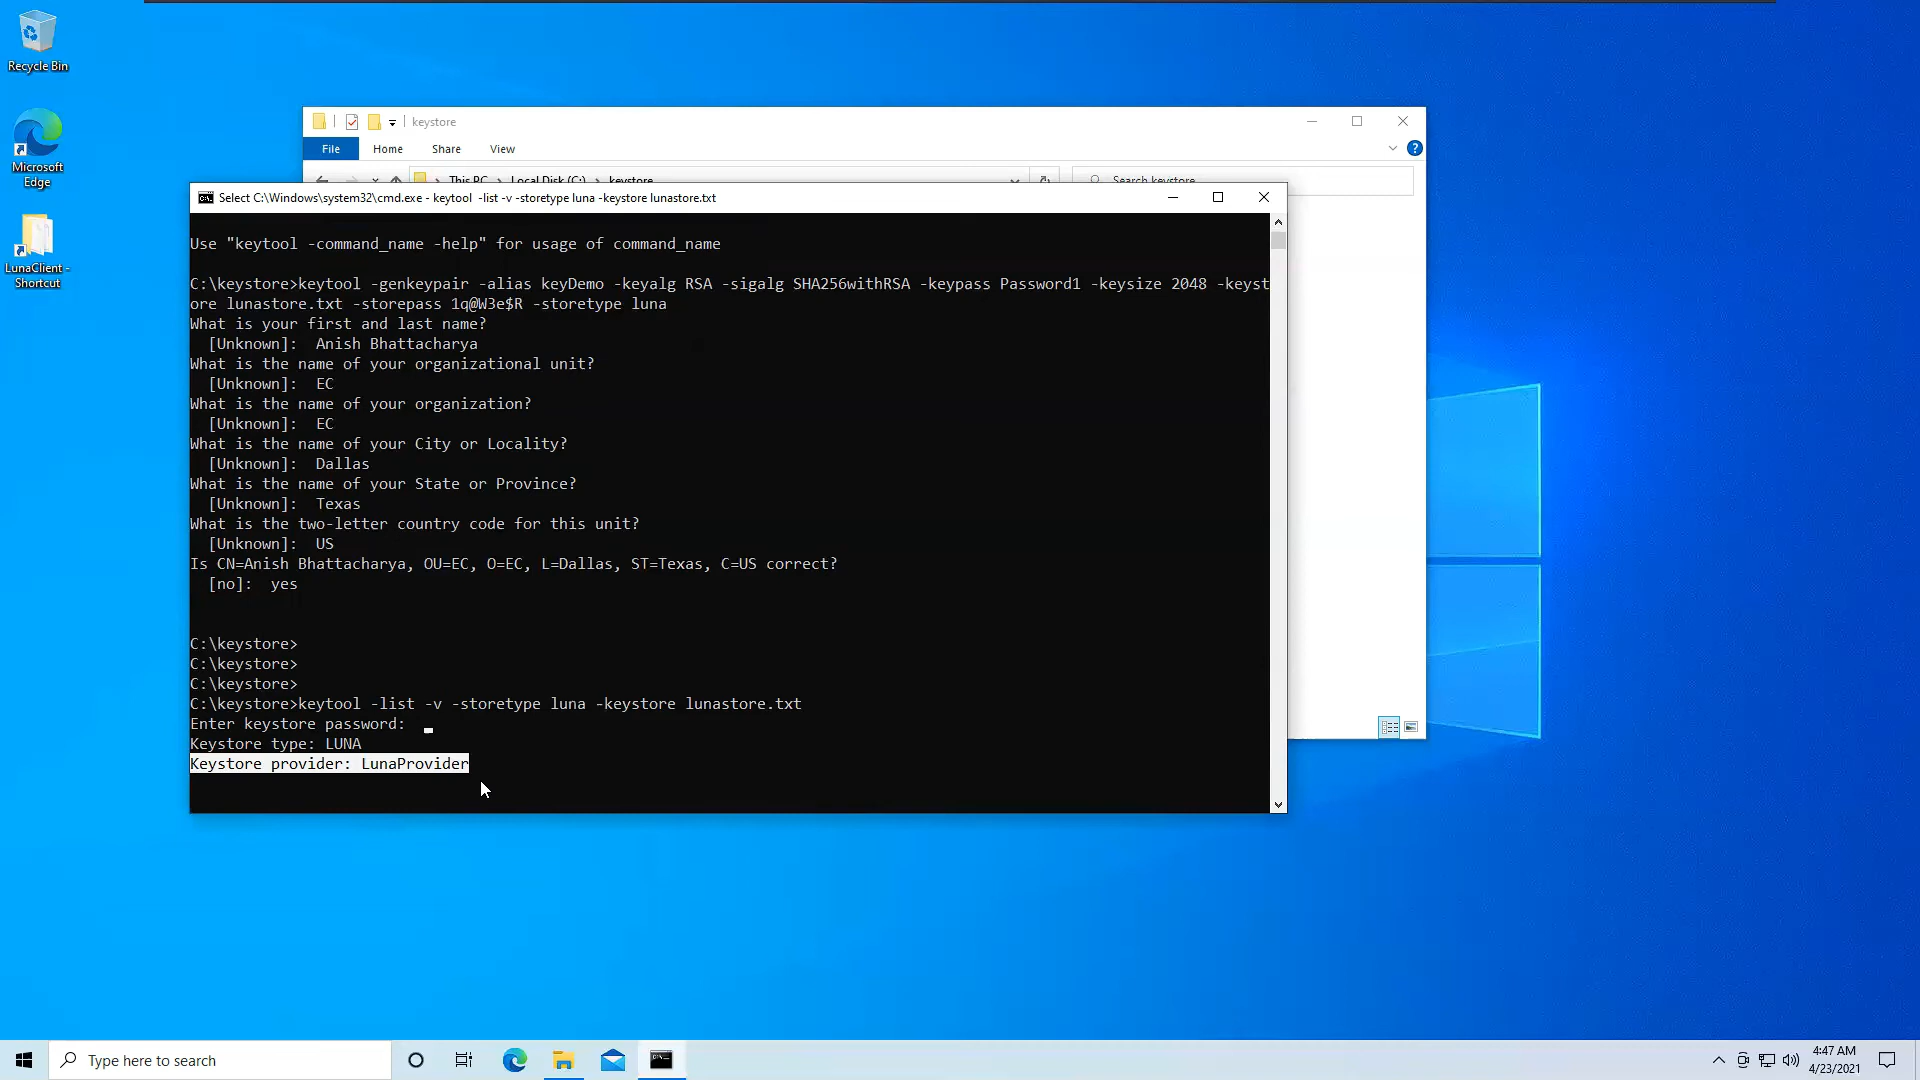 Recycle Bin
Microsoft
Edge
LunaClient -
Shortcut
keystore
File
Home
Share
View
This PC
Local Disk (C:)
keystore
Search keystore
Select C:\Windows\system32\cmd.exe - keytool  -list -v -storetype luna -keystore lunastore.txt
Use "keytool -command_name -help" for usage of command_name
C:\keystore>keytool -genkeypair -alias keyDemo -keyalg RSA -sigalg SHA256withRSA -keypass Password1 -keysize 2048 -keyst
ore lunastore.txt -storepass 1q@W3e$R -storetype luna
What is your first and last name?
  [Unknown]:  Anish Bhattacharya
What is the name of your organizational unit?
  [Unknown]:  EC
What is the name of your organization?
  [Unknown]:  EC
What is the name of your City or Locality?
  [Unknown]:  Dallas
What is the name of your State or Province?
  [Unknown]:  Texas
What is the two-letter country code for this unit?
  [Unknown]:  US
Is CN=Anish Bhattacharya, OU=EC, O=EC, L=Dallas, ST=Texas, C=US correct?
  [no]:  yes
C:\keystore>
C:\keystore>
C:\keystore>
C:\keystore>keytool -list -v -storetype luna -keystore lunastore.txt
Enter keystore password:
Keystore type: LUNA
Keystore provider: LunaProvider
Type here to search
4:47 AM
4/23/2021